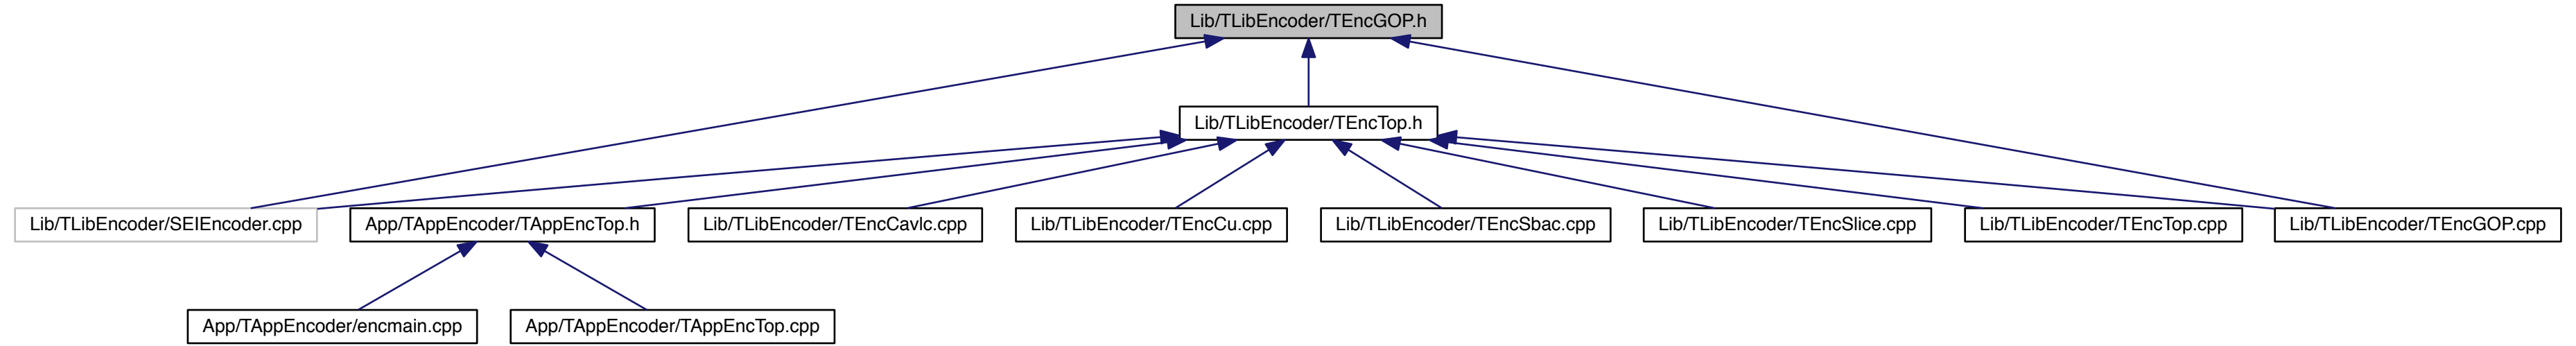 Lib/TLibEncoder/TEncGOP.h
Lib/TLibEncoder/TEncTop.h
Lib/TLibEncoder/SEIEncoder.cpp
App/TAppEncoder/TAppEncTop.h
Lib/TLibEncoder/TEncCavlc.cpp
Lib/TLibEncoder/TEncCu.cpp
Lib/TLibEncoder/TEncSbac.cpp
Lib/TLibEncoder/TEncSlice.cpp
Lib/TLibEncoder/TEncTop.cpp
Lib/TLibEncoder/TEncGOP.cpp
App/TAppEncoder/encmain.cpp
App/TAppEncoder/TAppEncTop.cpp